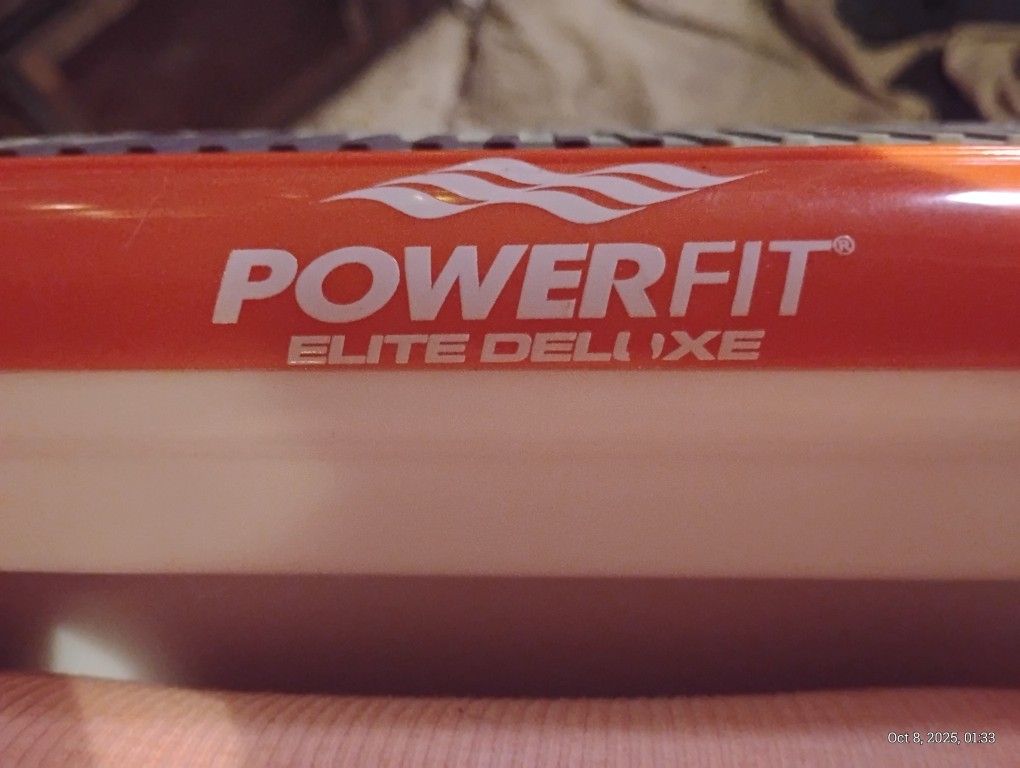 POWERFIT®
ELITE DELUXE
Oct 8, 2025, 01:33